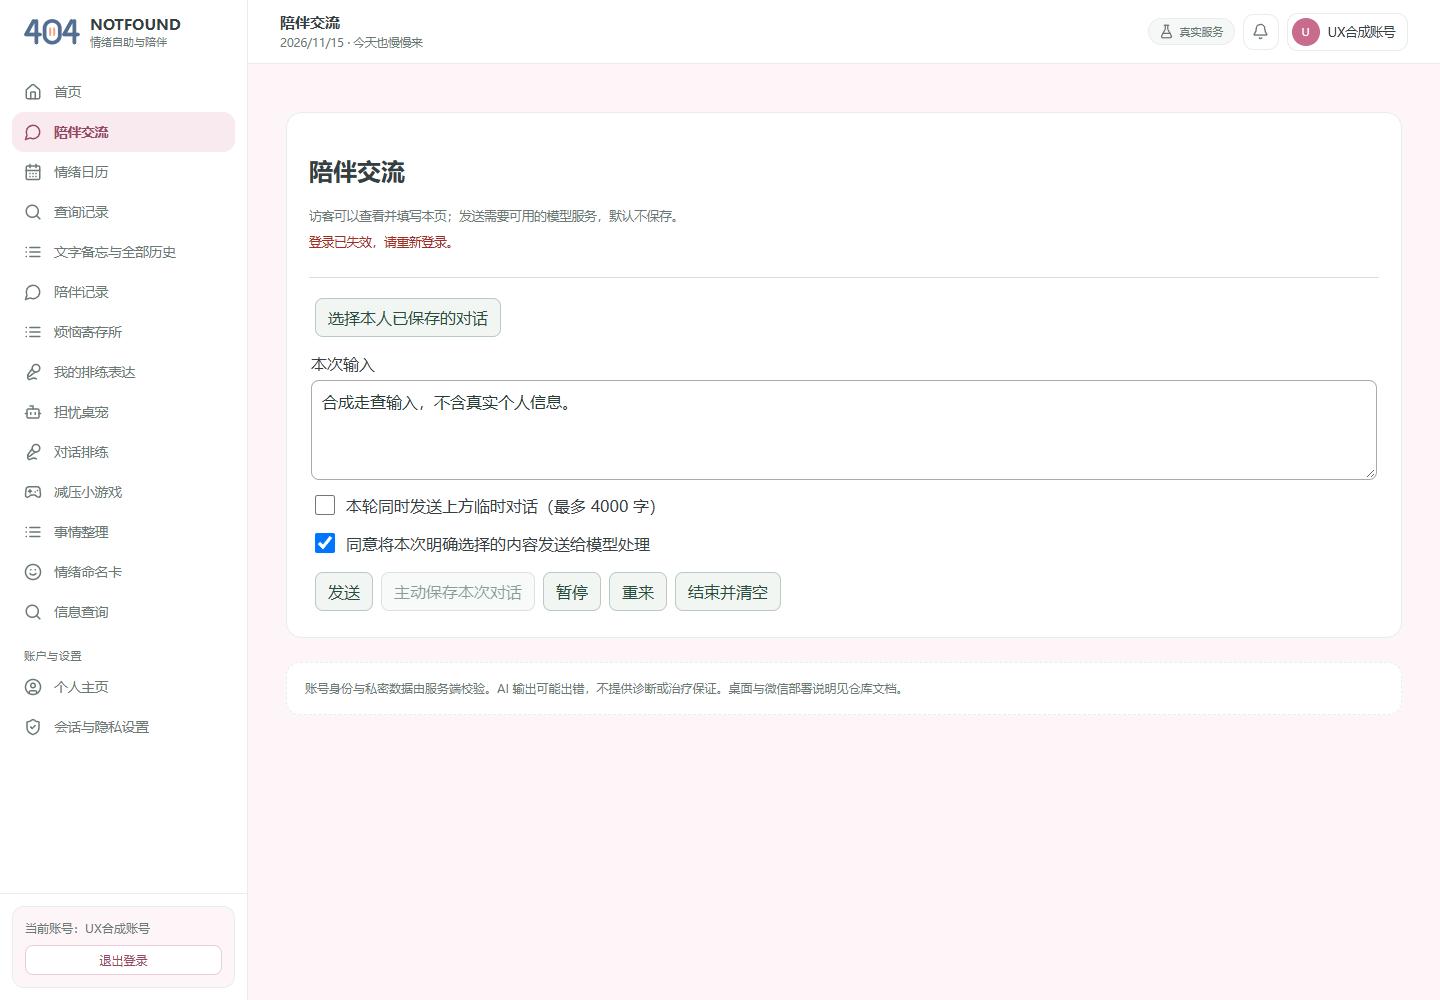 404 NOTFOUND
情绪自助与陪伴
首页
陪伴交流
情绪日历
查询记录
文字备忘与全部历史
陪伴记录
烦恼寄存所
我的排练表达
担忧桌宠
对话排练
减压小游戏
事情整理
情绪命名卡
信息查询
账户与设置
个人主页
会话与隐私设置
当前账号：UX合成账号
退出登录
陪伴交流
2026/11/15 · 今天也慢慢来
真实服务
U UX合成账号
陪伴交流
访客可以查看并填写本页；发送需要可用的模型服务，默认不保存。
登录已失效，请重新登录。
选择本人已保存的对话
本次输入
合成走查输入，不含真实个人信息。
本轮同时发送上方临时对话（最多 4000 字）
同意将本次明确选择的内容发送给模型处理
发送 主动保存本次对话 暂停 重来 结束并清空
账号身份与私密数据由服务端校验。AI 输出可能出错，不提供诊断或治疗保证。桌面与微信部署说明见仓库文档。